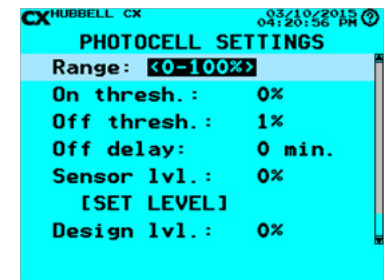 CX HUBBELL CX 03/10/2015
04:20:56 PM ?
PHOTOCELL SETTINGS
Range: <0-100%>
On thresh.: 0%
Off thresh.: 1%
Off delay: 0 min.
Sensor lvl.: 0%
[SET LEVEL]
Design lvl.: 0%